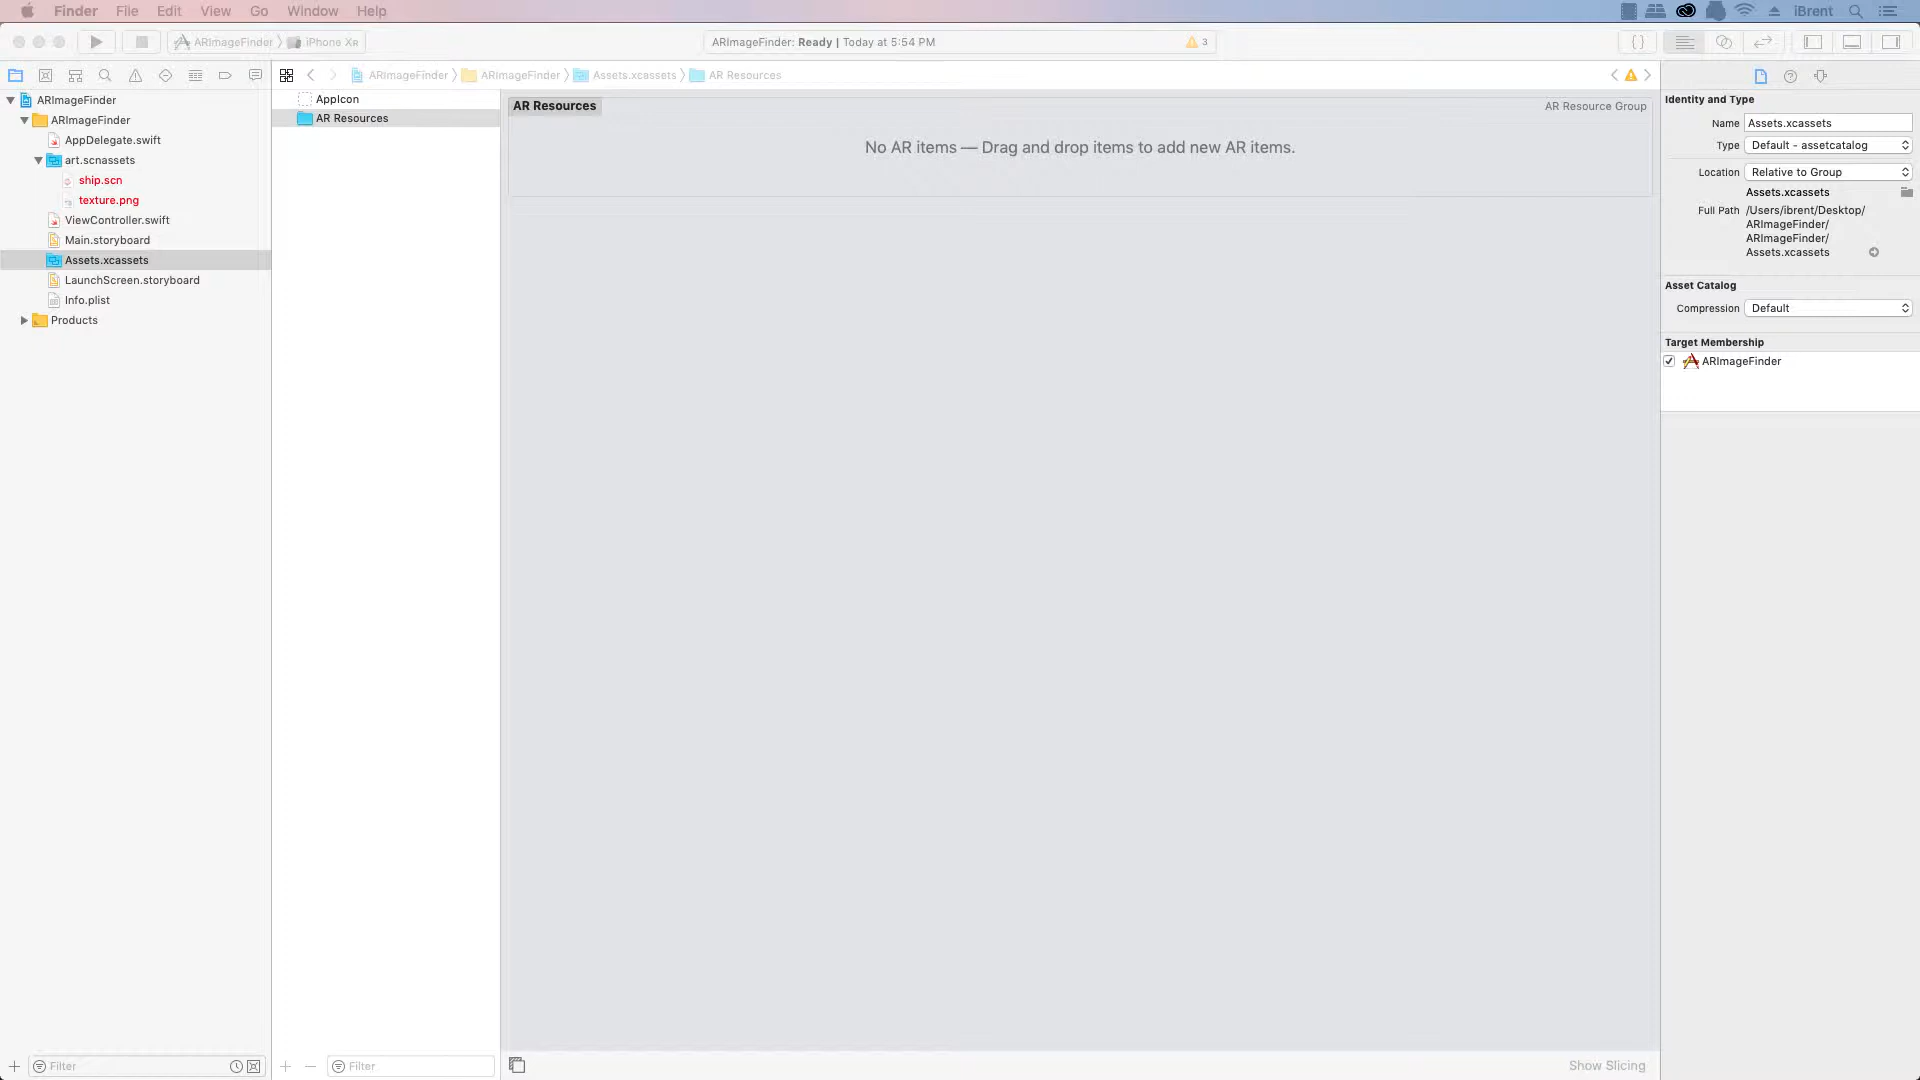 Finder File Edit View Go Window Help iBrent
ARImageFinder iPhone XR ARImageFinder: Ready | Today at 5:54 PM 3 {}
ARImageFinder ARImageFinder Assets.xcassets AR Resources
ARImageFinder
ARImageFinder
AppDelegate.swift
art.scnassets
ship.scn
texture.png
ViewController.swift
Main.storyboard
Assets.xcassets
LaunchScreen.storyboard
Info.plist
Products
Filter
AppIcon
AR Resources
Filter
AR Resources AR Resource Group
No AR items — Drag and drop items to add new AR items.
Show Slicing
Identity and Type
Name Assets.xcassets
Type Default - assetcatalog
Location Relative to Group
Assets.xcassets
Full Path /Users/ibrent/Desktop/
ARImageFinder/
ARImageFinder/
Assets.xcassets
Asset Catalog
Compression Default
Target Membership
ARImageFinder